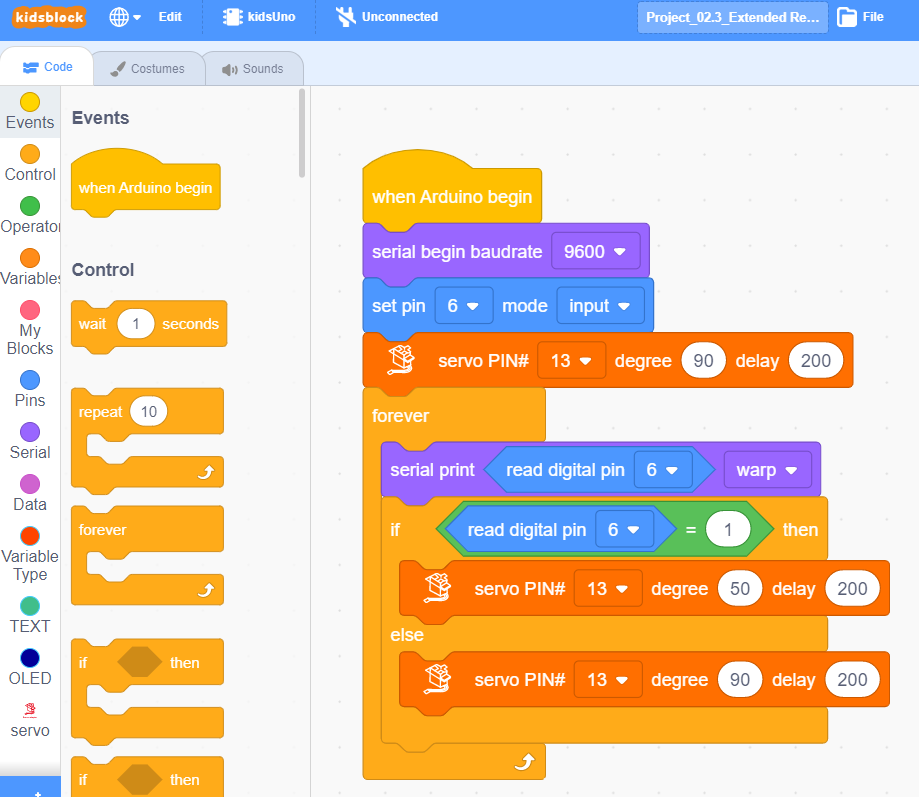 kidsblock
Edit
kidsUno
Unconnected
Project_02.3_Extended Re...
File
Code
Costumes
Sounds
Events
Control
Operator
Variables
My
Blocks
Pins
Serial
Data
Variable
Type
TEXT
OLED
servo
Events
when Arduino begin
Control
wait 1 seconds
repeat 10
forever
if then
if then
when Arduino begin
serial begin baudrate 9600
set pin 6 mode input
servo PIN# 13 degree 90 delay 200
forever
serial print read digital pin 6 warp
if read digital pin 6 = 1 then
servo PIN# 13 degree 50 delay 200
else
servo PIN# 13 degree 90 delay 200